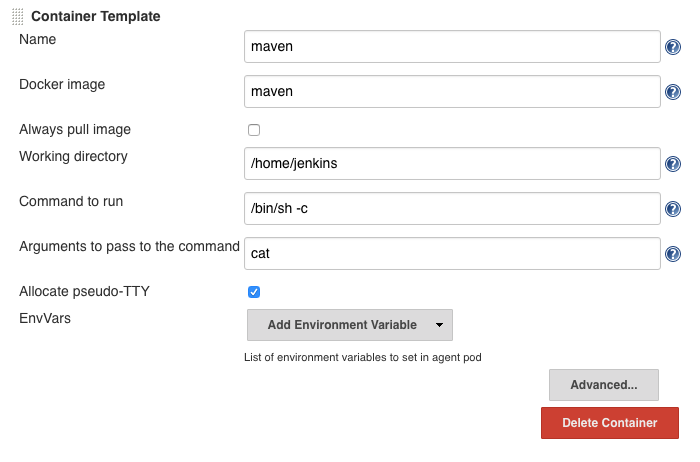 Container Template
Name
maven
?
Docker image
maven
?
Always pull image
Working directory
/home/jenkins
?
Command to run
/bin/sh -c
?
Arguments to pass to the command
cat
?
Allocate pseudo-TTY
EnvVars
Add Environment Variable
List of environment variables to set in agent pod
Advanced...
Delete Container